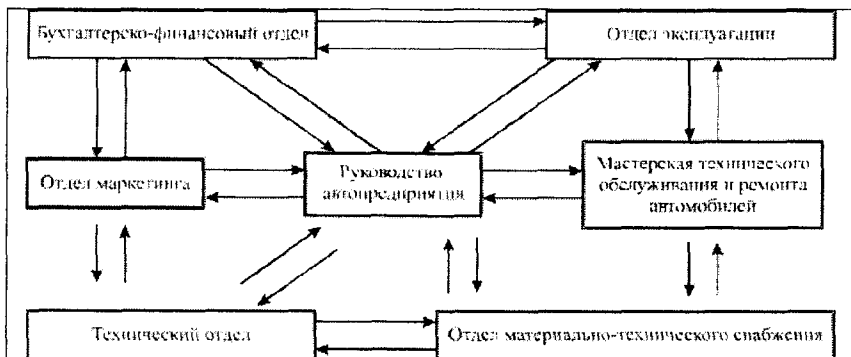 Бухгалтерско-финансовый отдел
Отдел эксплуатации
Отдел маркетинга
Руководство
автопредприятия
Мастерская технического
обслуживания и ремонта
автомобилей
Технический отдел
Отдел материально-технического снабжения